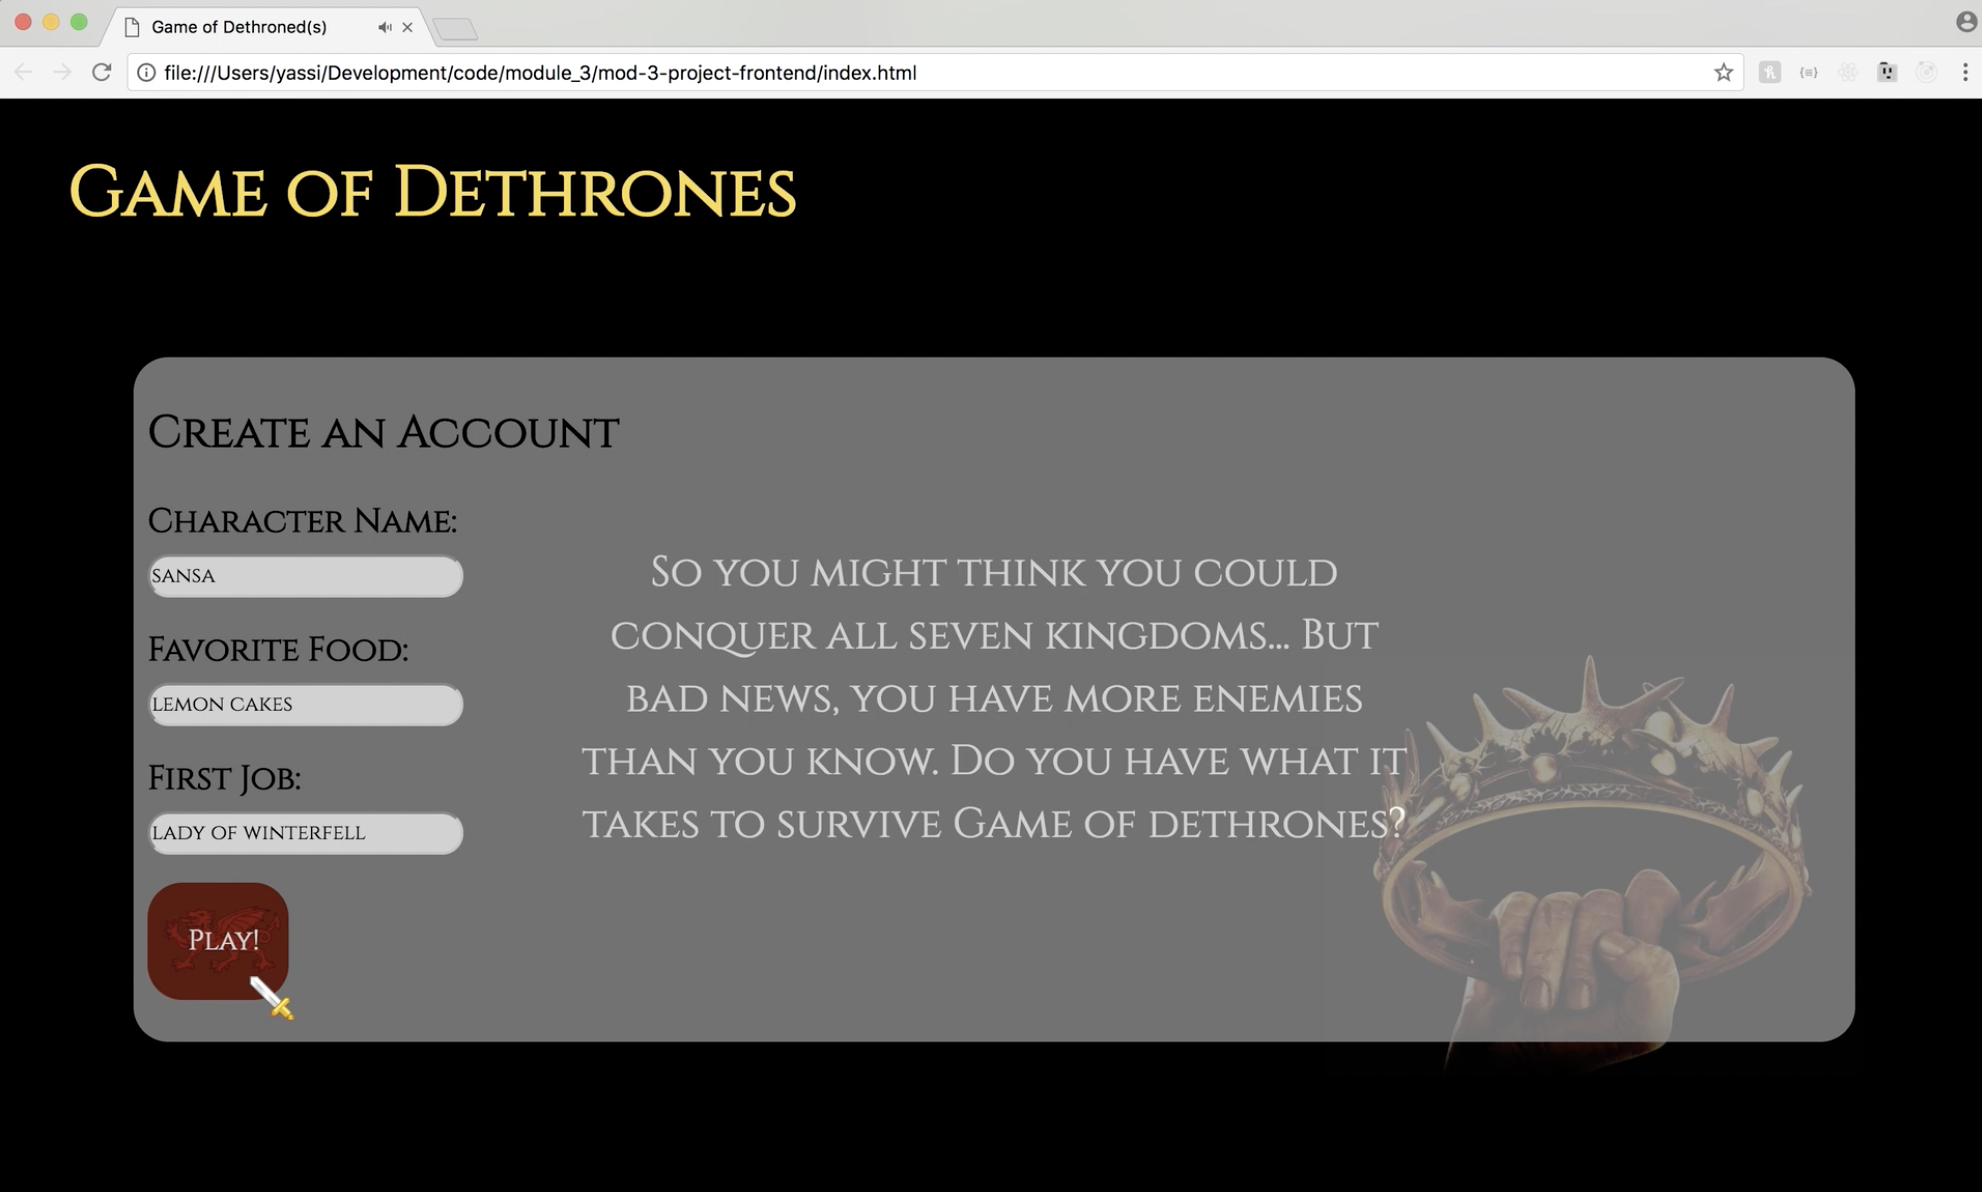 Game of Dethroned(s)
file:///Users/yassi/Development/code/module_3/mod-3-project-frontend/index.html
Game of Dethrones
Create an Account
Character Name:
sansa
Favorite Food:
lemon cakes
First Job:
lady of winterfell
Play!
So you might think you could
conquer all seven kingdoms... But
bad news, you have more enemies
than you know. Do you have what it
takes to survive Game of dethrones?